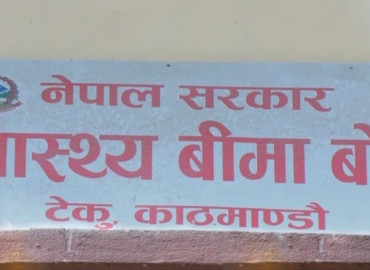 नेपाल सरकार
ास्थ्य बीमा बो
टेकु, काठमाण्डौ